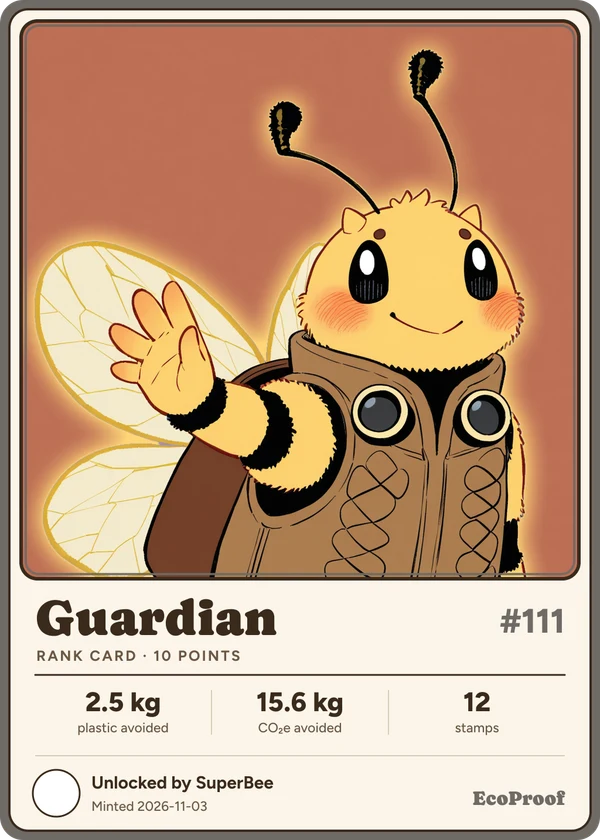 Guardian
#111
RANK CARD · 10 POINTS
2.5 kg
plastic avoided
15.6 kg
CO₂e avoided
12
stamps
Unlocked by SuperBee
Minted 2026-11-03
EcoProof